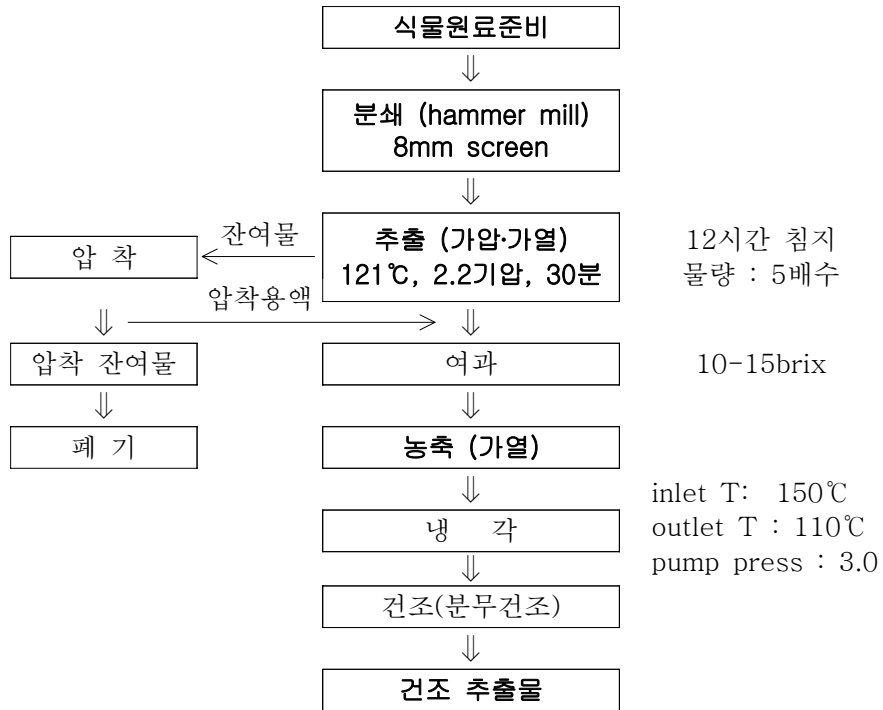 식물원료준비
⇓
분쇄 (hammer mill)
8mm screen
⇓
압 착
잔여물
추출 (가압·가열)
121℃, 2.2기압, 30분
12시간 침지
물량 : 5배수
⇓
압착용액
⇓
압착 잔여물
여과
10-15brix
⇓
⇓
폐 기
농축 (가열)
⇓
냉 각
inlet T: 150℃
outlet T : 110℃
pump press : 3.0
⇓
건조(분무건조)
⇓
건조 추출물